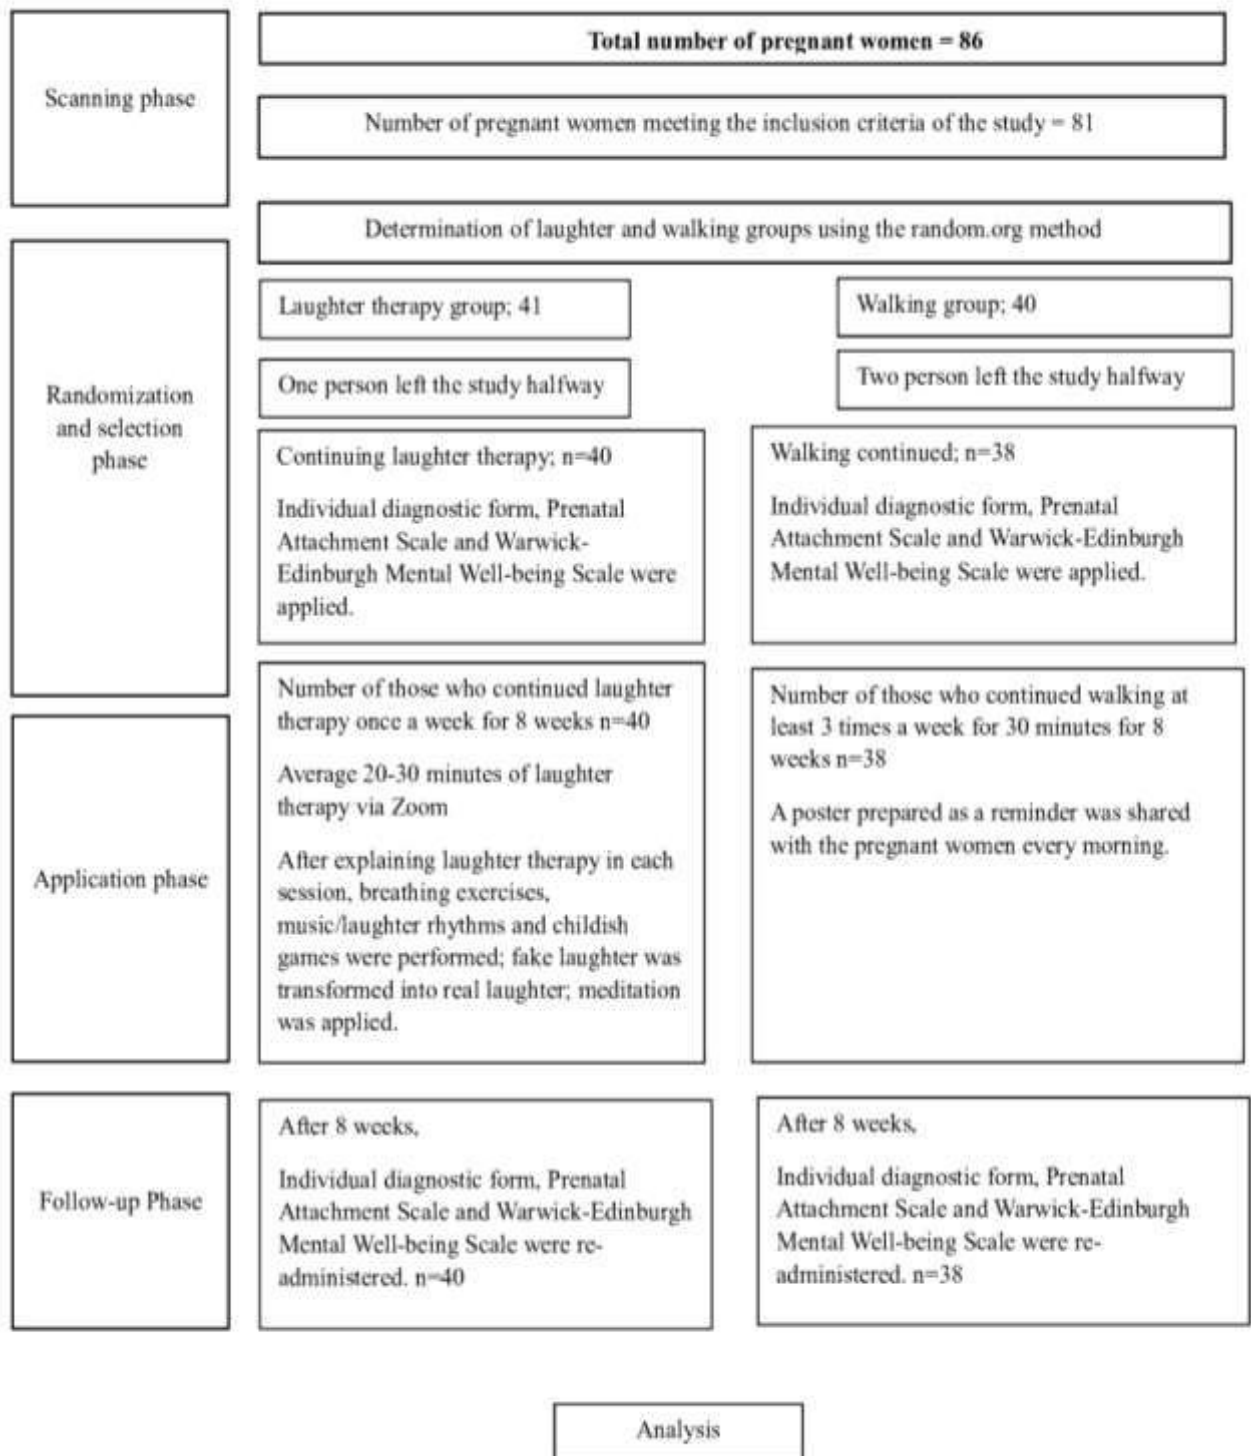 Scanning phase
Total number of pregnant women = 86
Number of pregnant women meeting the inclusion criteria of the study = 81
Randomization
and selection
phase
Determination of laughter and walking groups using the random.org method
Laughter therapy group; 41
Walking group; 40
One person left the study halfway
Two person left the study halfway
Continuing laughter therapy; n=40
Individual diagnostic form, Prenatal
Attachment Scale and Warwick-
Edinburgh Mental Well-being Scale were
applied.
Walking continued; n=38
Individual diagnostic form, Prenatal
Attachment Scale and Warwick-Edinburgh
Mental Well-being Scale were applied.
Application phase
Number of those who continued laughter
therapy once a week for 8 weeks n=40
Average 20-30 minutes of laughter
therapy via Zoom
After explaining laughter therapy in each
session, breathing exercises,
music/laughter rhythms and childish
games were performed; fake laughter was
transformed into real laughter; meditation
was applied.
Number of those who continued walking at
least 3 times a week for 30 minutes for 8
weeks n=38
A poster prepared as a reminder was shared
with the pregnant women every morning.
Follow-up Phase
After 8 weeks,
Individual diagnostic form, Prenatal
Attachment Scale and Warwick-Edinburgh
Mental Well-being Scale were re-
administered. n=40
After 8 weeks,
Individual diagnostic form, Prenatal
Attachment Scale and Warwick-Edinburgh
Mental Well-being Scale were re-
administered. n=38
Analysis